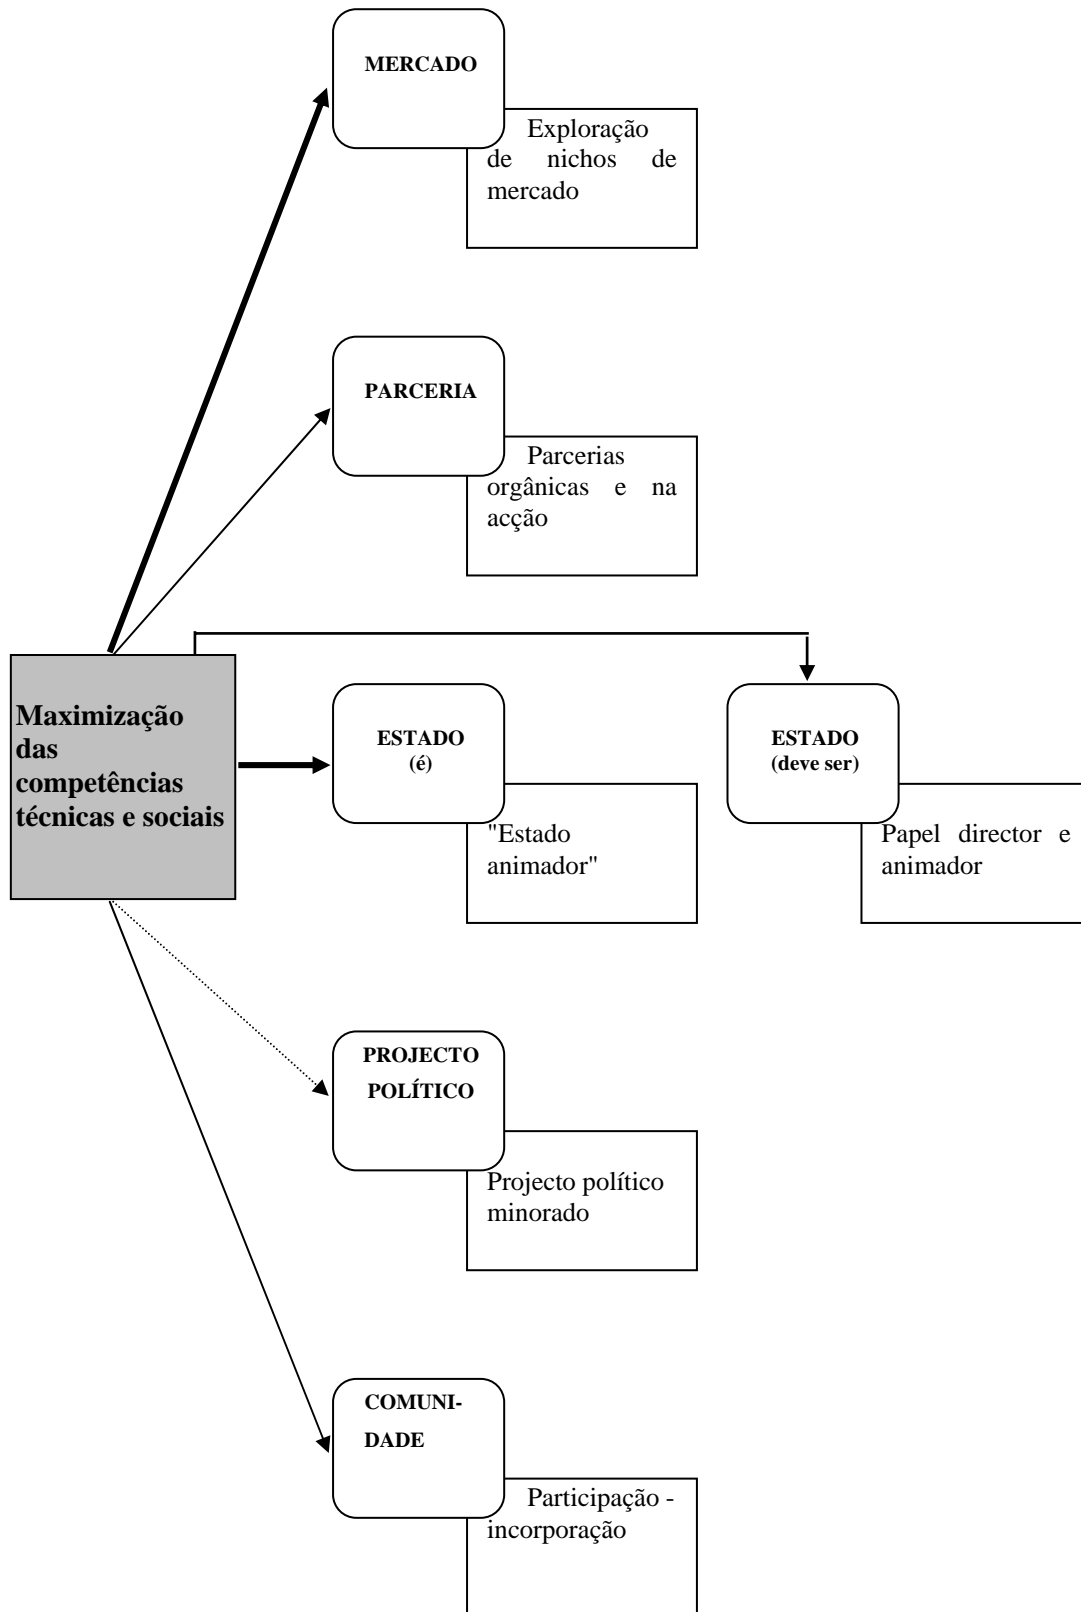 MERCADO
Exploração
de nichos de
mercado
PARCERIA
Parcerias
orgânicas e na
acção
Maximização
das
competências
técnicas e sociais
ESTADO
(é)
"Estado
animador"
ESTADO
(deve ser)
Papel director e
animador
PROJECTO
POLÍTICO
Projecto político
minorado
COMUNI-
DADE
Participação -
incorporação